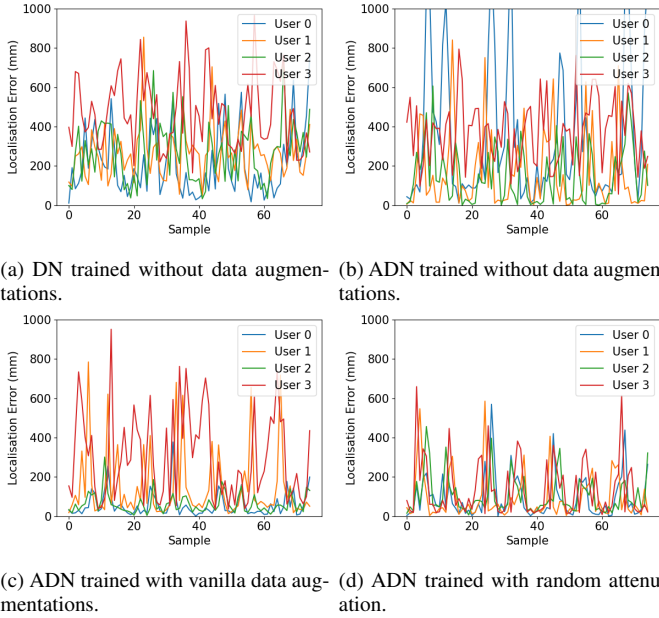 1000
800
600
400
200
0
Localisation Error (mm)
0 20 40 60
Sample
User 0
User 1
User 2
User 3
1000
800
600
400
200
0
Localisation Error (mm)
0 20 40 60
Sample
User 0
User 1
User 2
User 3
(a) DN trained without data augmen-
tations.
(b) ADN trained without data augmen
tations.
1000
800
600
400
200
0
Localisation Error (mm)
0 20 40 60
Sample
User 0
User 1
User 2
User 3
1000
800
600
400
200
0
Localisation Error (mm)
0 20 40 60
Sample
User 0
User 1
User 2
User 3
(c) ADN trained with vanilla data aug-
mentations.
(d) ADN trained with random attenu
ation.